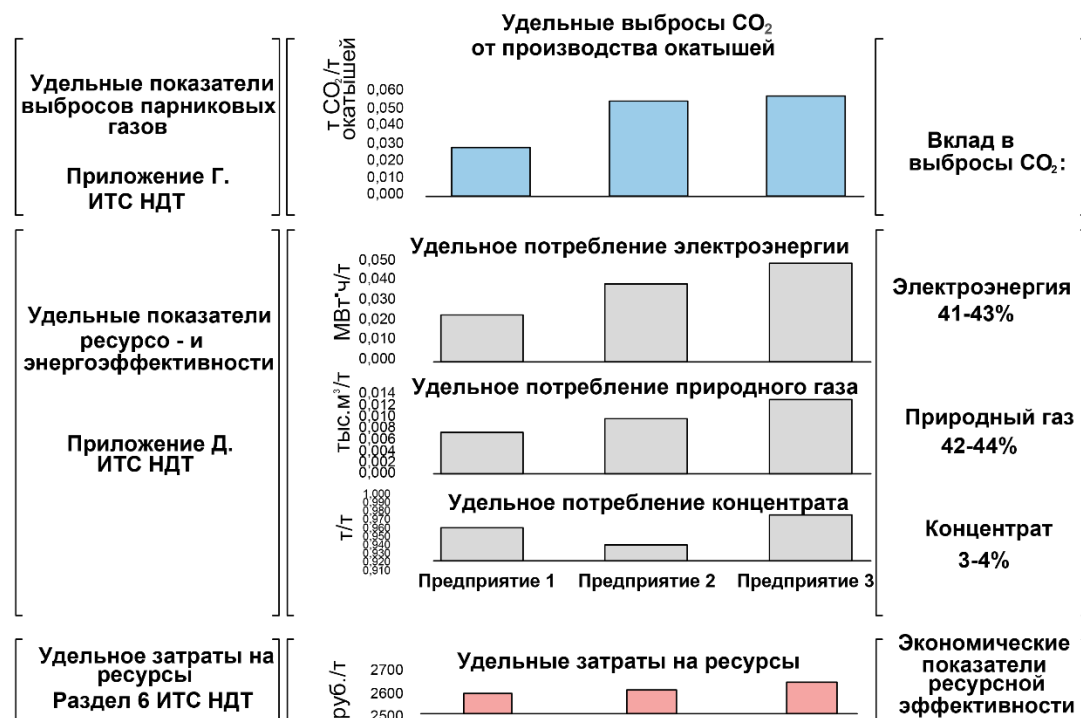 Удельные выбросы CO₂
от производства окатышей
Удельные показатели
выбросов парниковых
газов
Приложение Г.
ИТС НДТ
т CO₂/т
окатышей
0,060
0,050
0,040
0,030
0,020
0,010
0,000
Вклад в
выбросы CO₂:
Удельные показатели
ресурсо - и
энергоэффективности
Приложение Д.
ИТС НДТ
Удельное потребление электроэнергии
МВт·ч/т
0,050
0,040
0,030
0,020
0,010
0,000
Электроэнергия
41-43%
Удельное потребление природного газа
тыс.м³/т
0,014
0,012
0,010
0,008
0,006
0,004
0,002
0,000
Природный газ
42-44%
Удельное потребление концентрата
т/т
1.000
0.990
0.980
0.970
0.960
0.950
0.940
0.930
0.920
0,910
Предприятие 1 Предприятие 2 Предприятие 3
Концентрат
3-4%
Удельное затраты на
ресурсы
Раздел 6 ИТС НДТ
Удельные затраты на ресурсы
руб./т
2700
2600
2500
Экономические
показатели
ресурсной
эффективности